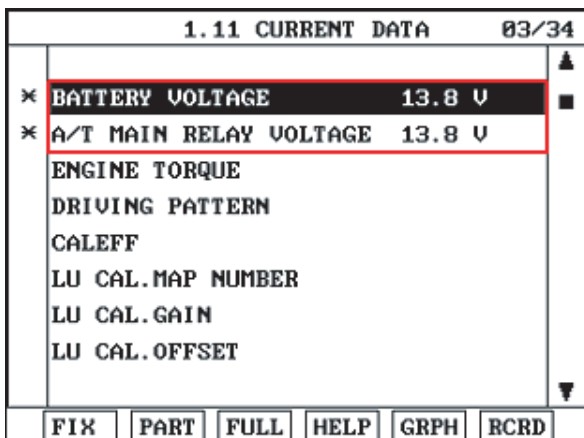 1.11 CURRENT DATA 03/34
* BATTERY VOLTAGE 13.8 V
* A/T MAIN RELAY VOLTAGE 13.8 V
ENGINE TORQUE
DRIVING PATTERN
CALEFF
LU CAL.MAP NUMBER
LU CAL.GAIN
LU CAL.OFFSET
FIX PART FULL HELP GRPH RCRD